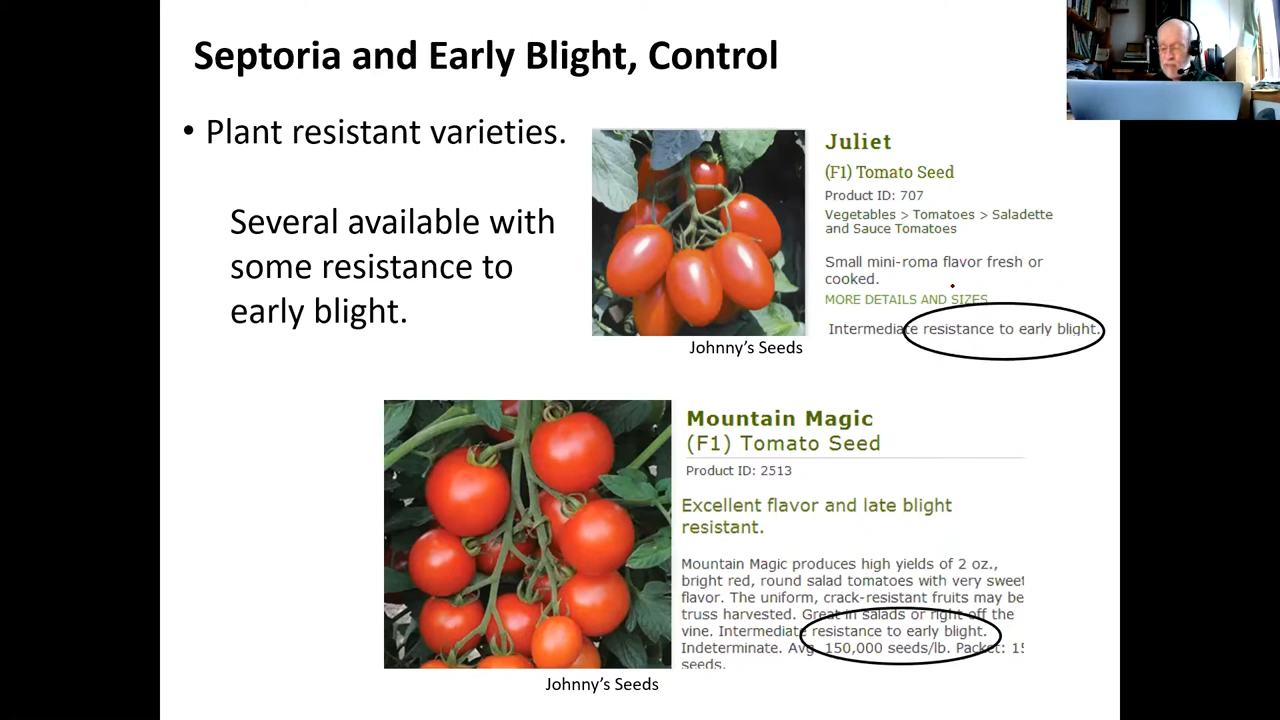 Septoria and Early Blight, Control
• Plant resistant varieties.
Several available with
some resistance to
early blight.
Juliet
(F1) Tomato Seed
Product ID: 707
Vegetables > Tomatoes > Saladette
and Sauce Tomatoes
Small mini-roma flavor fresh or
cooked.
MORE DETAILS AND SIZES
Intermediate resistance to early blight.
Johnny’s Seeds
Mountain Magic
(F1) Tomato Seed
Product ID: 2513
Excellent flavor and late blight
resistant.
Mountain Magic produces high yields of 2 oz.,
bright red, round salad tomatoes with very sweet
flavor. The uniform, crack-resistant fruits may be
truss harvested. Great in salads or right off the
vine. Intermediate resistance to early blight.
Indeterminate. Avg. 150,000 seeds/lb. Packet: 15
seeds.
Johnny’s Seeds